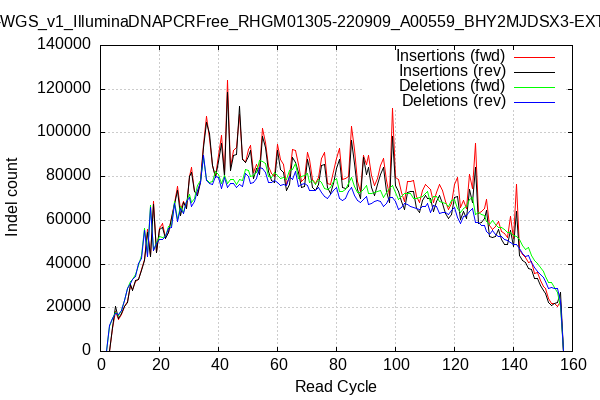 WGS_v1_IlluminaDNAPCRFree_RHGM01305-220909_A00559_BHY2MJDSX3-EXT
Insertions (fwd)
Insertions (rev)
Deletions (fwd)
Deletions (rev)
Indel count
140000
120000
100000
80000
60000
40000
20000
0
0 20 40 60 80 100 120 140 160
Read Cycle